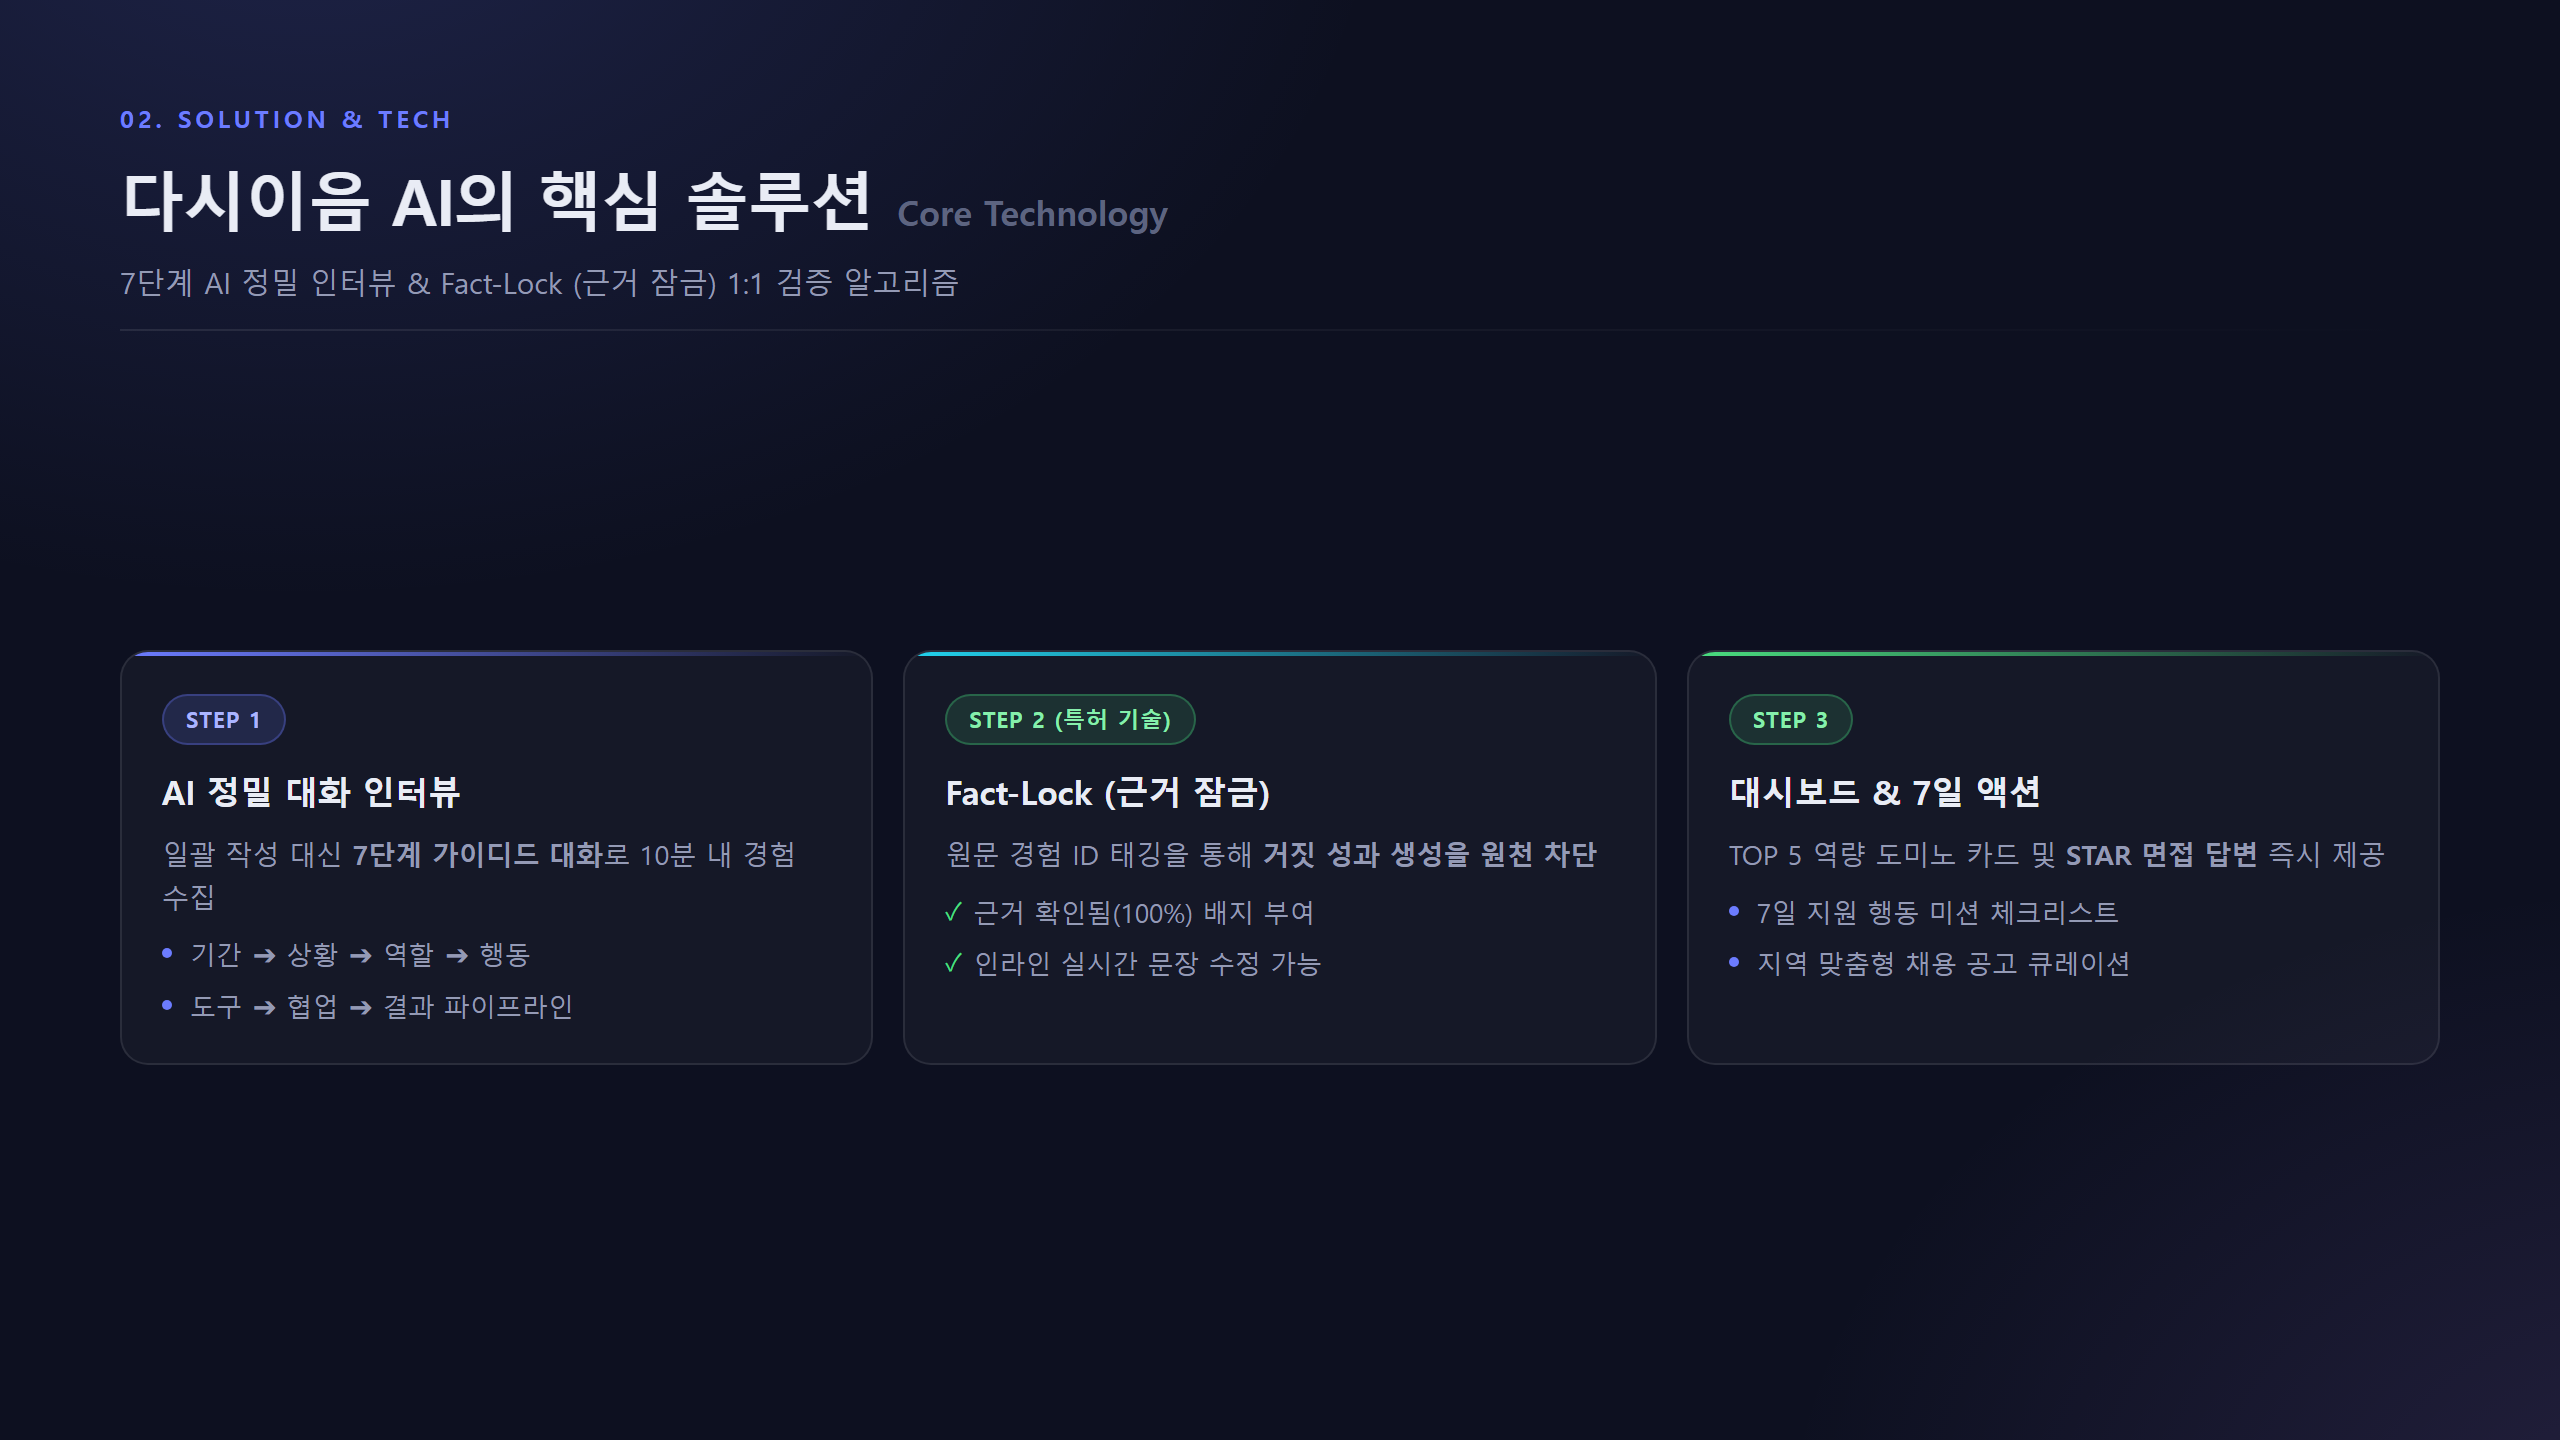 02. SOLUTION & TECH
다시이음 AI의 핵심 솔루션 Core Technology
7단계 AI 정밀 인터뷰 & Fact-Lock (근거 잠금) 1:1 검증 알고리즘
STEP 1
AI 정밀 대화 인터뷰
일괄 작성 대신 7단계 가이디드 대화로 10분 내 경험
수집
• 기간 ➔ 상황 ➔ 역할 ➔ 행동
• 도구 ➔ 협업 ➔ 결과 파이프라인
STEP 2 (특허 기술)
Fact-Lock (근거 잠금)
원문 경험 ID 태깅을 통해 거짓 성과 생성을 원천 차단
✓ 근거 확인됨(100%) 배지 부여
✓ 인라인 실시간 문장 수정 가능
STEP 3
대시보드 & 7일 액션
TOP 5 역량 도미노 카드 및 STAR 면접 답변 즉시 제공
• 7일 지원 행동 미션 체크리스트
• 지역 맞춤형 채용 공고 큐레이션